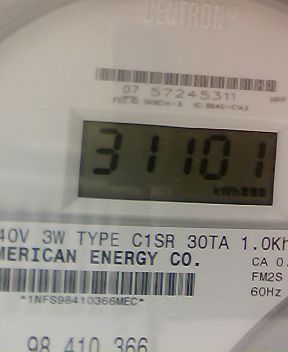 CENTRON®
07 57245311
31101
kWh
40V 3W TYPE C1SR 30TA 1.0Kh
MERICAN ENERGY CO.
CA 0.
FM2S
60Hz
*1NFS98410366MEC*
98 410 366